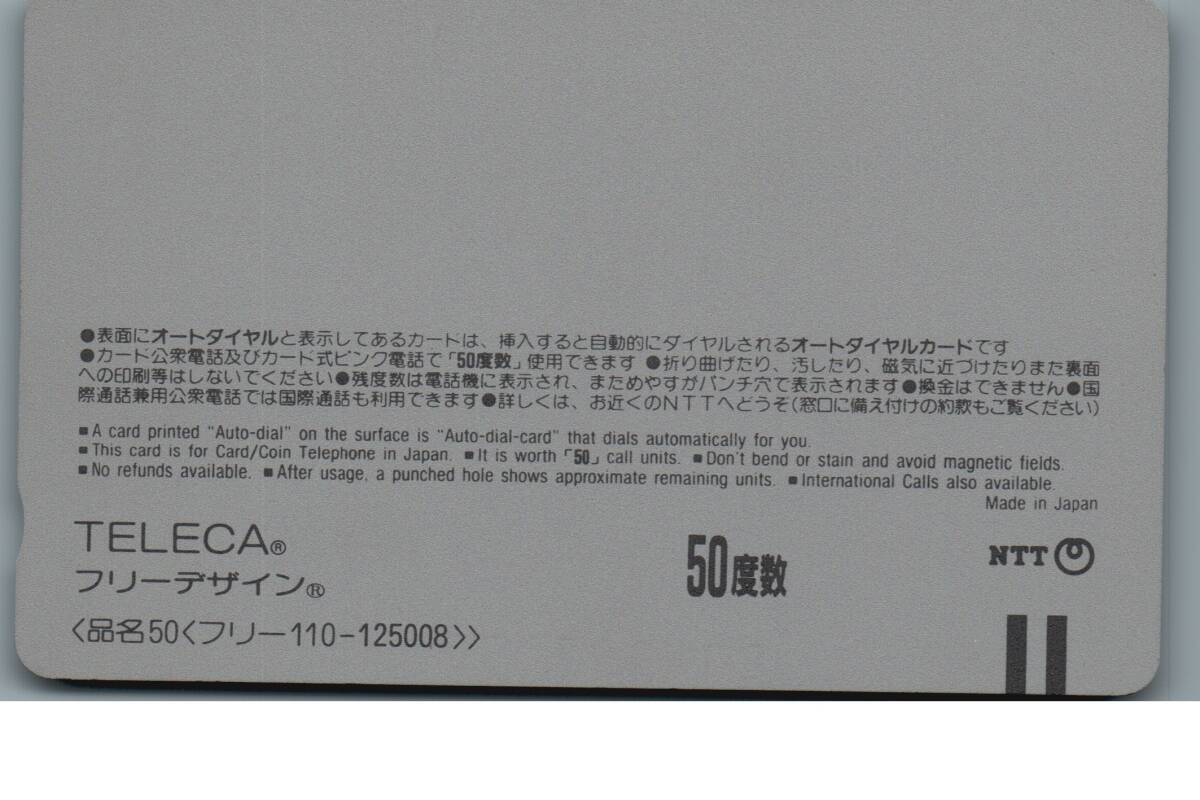 ●表面にオートダイヤルと表示してあるカードは、挿入すると自動的にダイヤルされるオートダイヤルカードです
●カード公衆電話及びカード式ピンク電話で「50度数」使用できます ●折り曲げたり、汚したり、磁気に近づけたりまた裏面
への印刷等はしないでください●残度数は電話機に表示され、まためやすがパンチ穴で表示されます●換金はできません●国
際通話兼用公衆電話では国際通話も利用できます●詳しくは、お近くのNTTへどうぞ(窓口に備え付けの約款もご覧ください)
■A card printed "Auto-dial" on the surface is "Auto-dial-card" that dials automatically for you.
■This card is for Card/Coin Telephone in Japan. ■It is worth「50」call units. ■Don't bend or stain and avoid magnetic fields.
■No refunds available. ■After usage, a punched hole shows approximate remaining units. ■International Calls also available.
Made in Japan
TELECA®
フリーデザイン®
50度数
NTT
〈品名50〈フリー110-125008〉〉